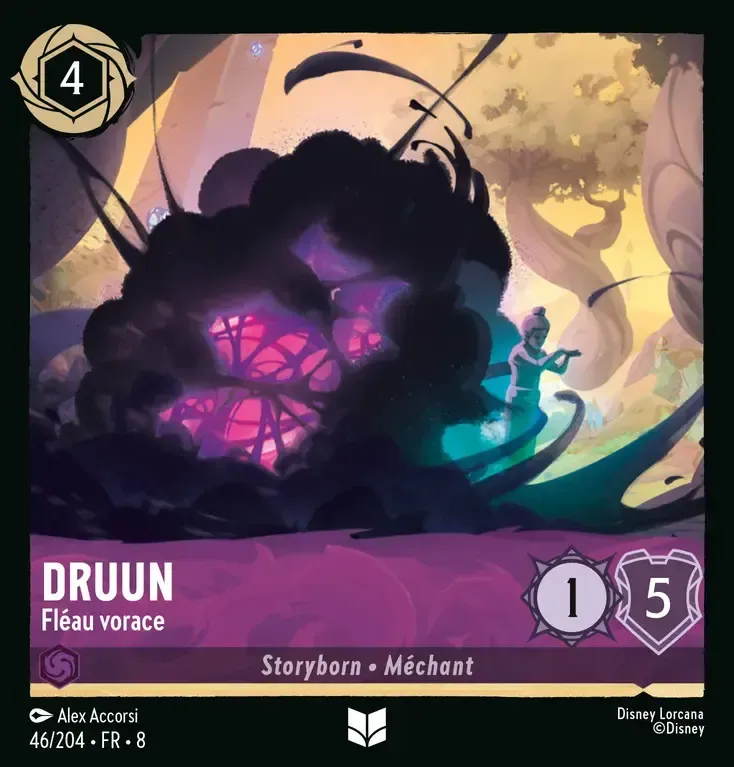 4
DRUUN
Fléau vorace
1
5
Storyborn • Méchant
Alex Accorsi
46/204 • FR • 8
Disney Lorcana
©Disney